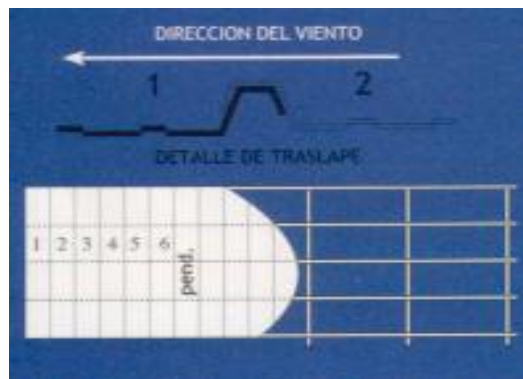 DIRECCION DEL VIENTO
1 2
DETALLE DE TRASLAPE
1 2 3 4 5 6 pend.